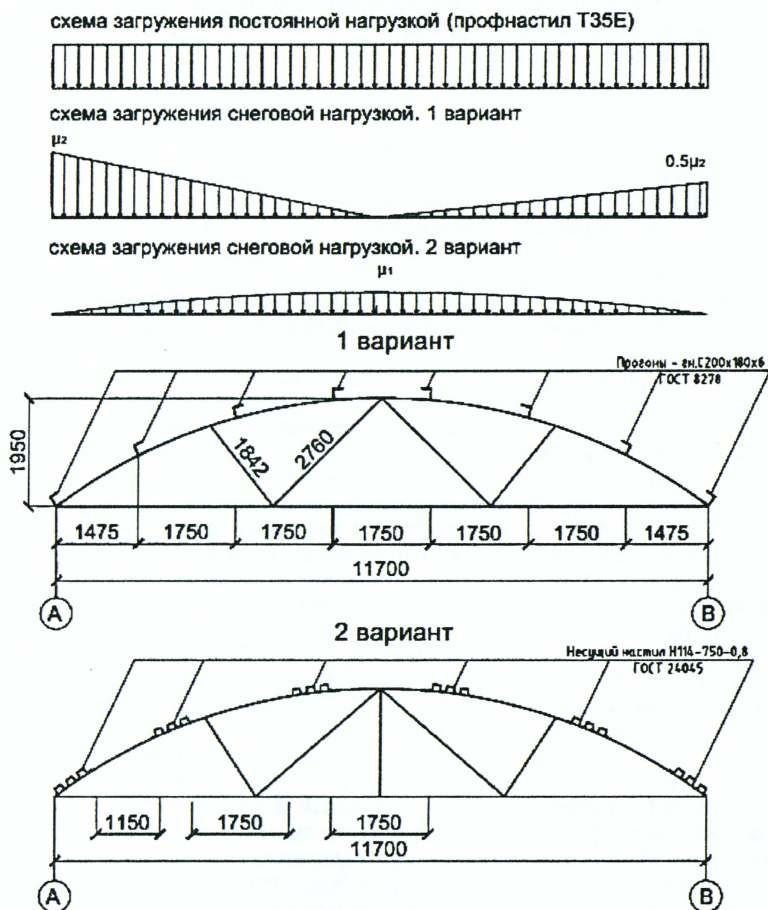 схема загружения постоянной нагрузкой (профнастил Т35Е)
схема загружения снеговой нагрузкой. 1 вариант
μ₂
0.5μ₂
схема загружения снеговой нагрузкой. 2 вариант
μ₁
1 вариант
Прогоны - гн.С200х180х6
ГОСТ 8278
1950
1842
2760
1475 1750 1750 1750 1750 1750 1475
11700
А В
2 вариант
Несущий настил Н114-750-0,8
ГОСТ 24045
1150 1750 1750
11700
А В